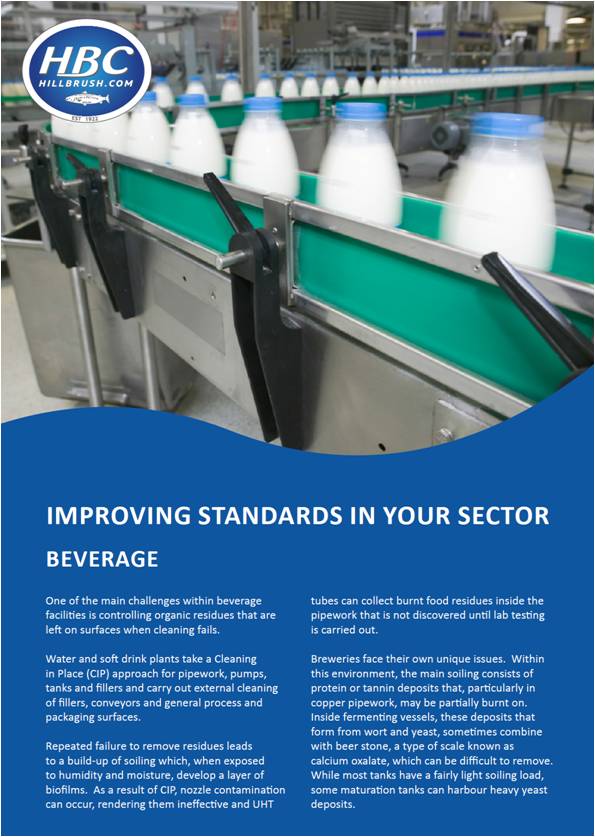 HBC
HILLBRUSH.COM
EST 1922
IMPROVING STANDARDS IN YOUR SECTOR
BEVERAGE
One of the main challenges within beverage
facilities is controlling organic residues that are
left on surfaces when cleaning fails.
Water and soft drink plants take a Cleaning
in Place (CIP) approach for pipework, pumps,
tanks and fillers and carry out external cleaning
of fillers, conveyors and general process and
packaging surfaces.
Repeated failure to remove residues leads
to a build-up of soiling which, when exposed
to humidity and moisture, develop a layer of
biofilms.  As a result of CIP, nozzle contamination
can occur, rendering them ineffective and UHT
tubes can collect burnt food residues inside the
pipework that is not discovered until lab testing
is carried out.
Breweries face their own unique issues.  Within
this environment, the main soiling consists of
protein or tannin deposits that, particularly in
copper pipework, may be partially burnt on.
Inside fermenting vessels, these deposits that
form from wort and yeast, sometimes combine
with beer stone, a type of scale known as
calcium oxalate, which can be difficult to remove.
While most tanks have a fairly light soiling load,
some maturation tanks can harbour heavy yeast
deposits.